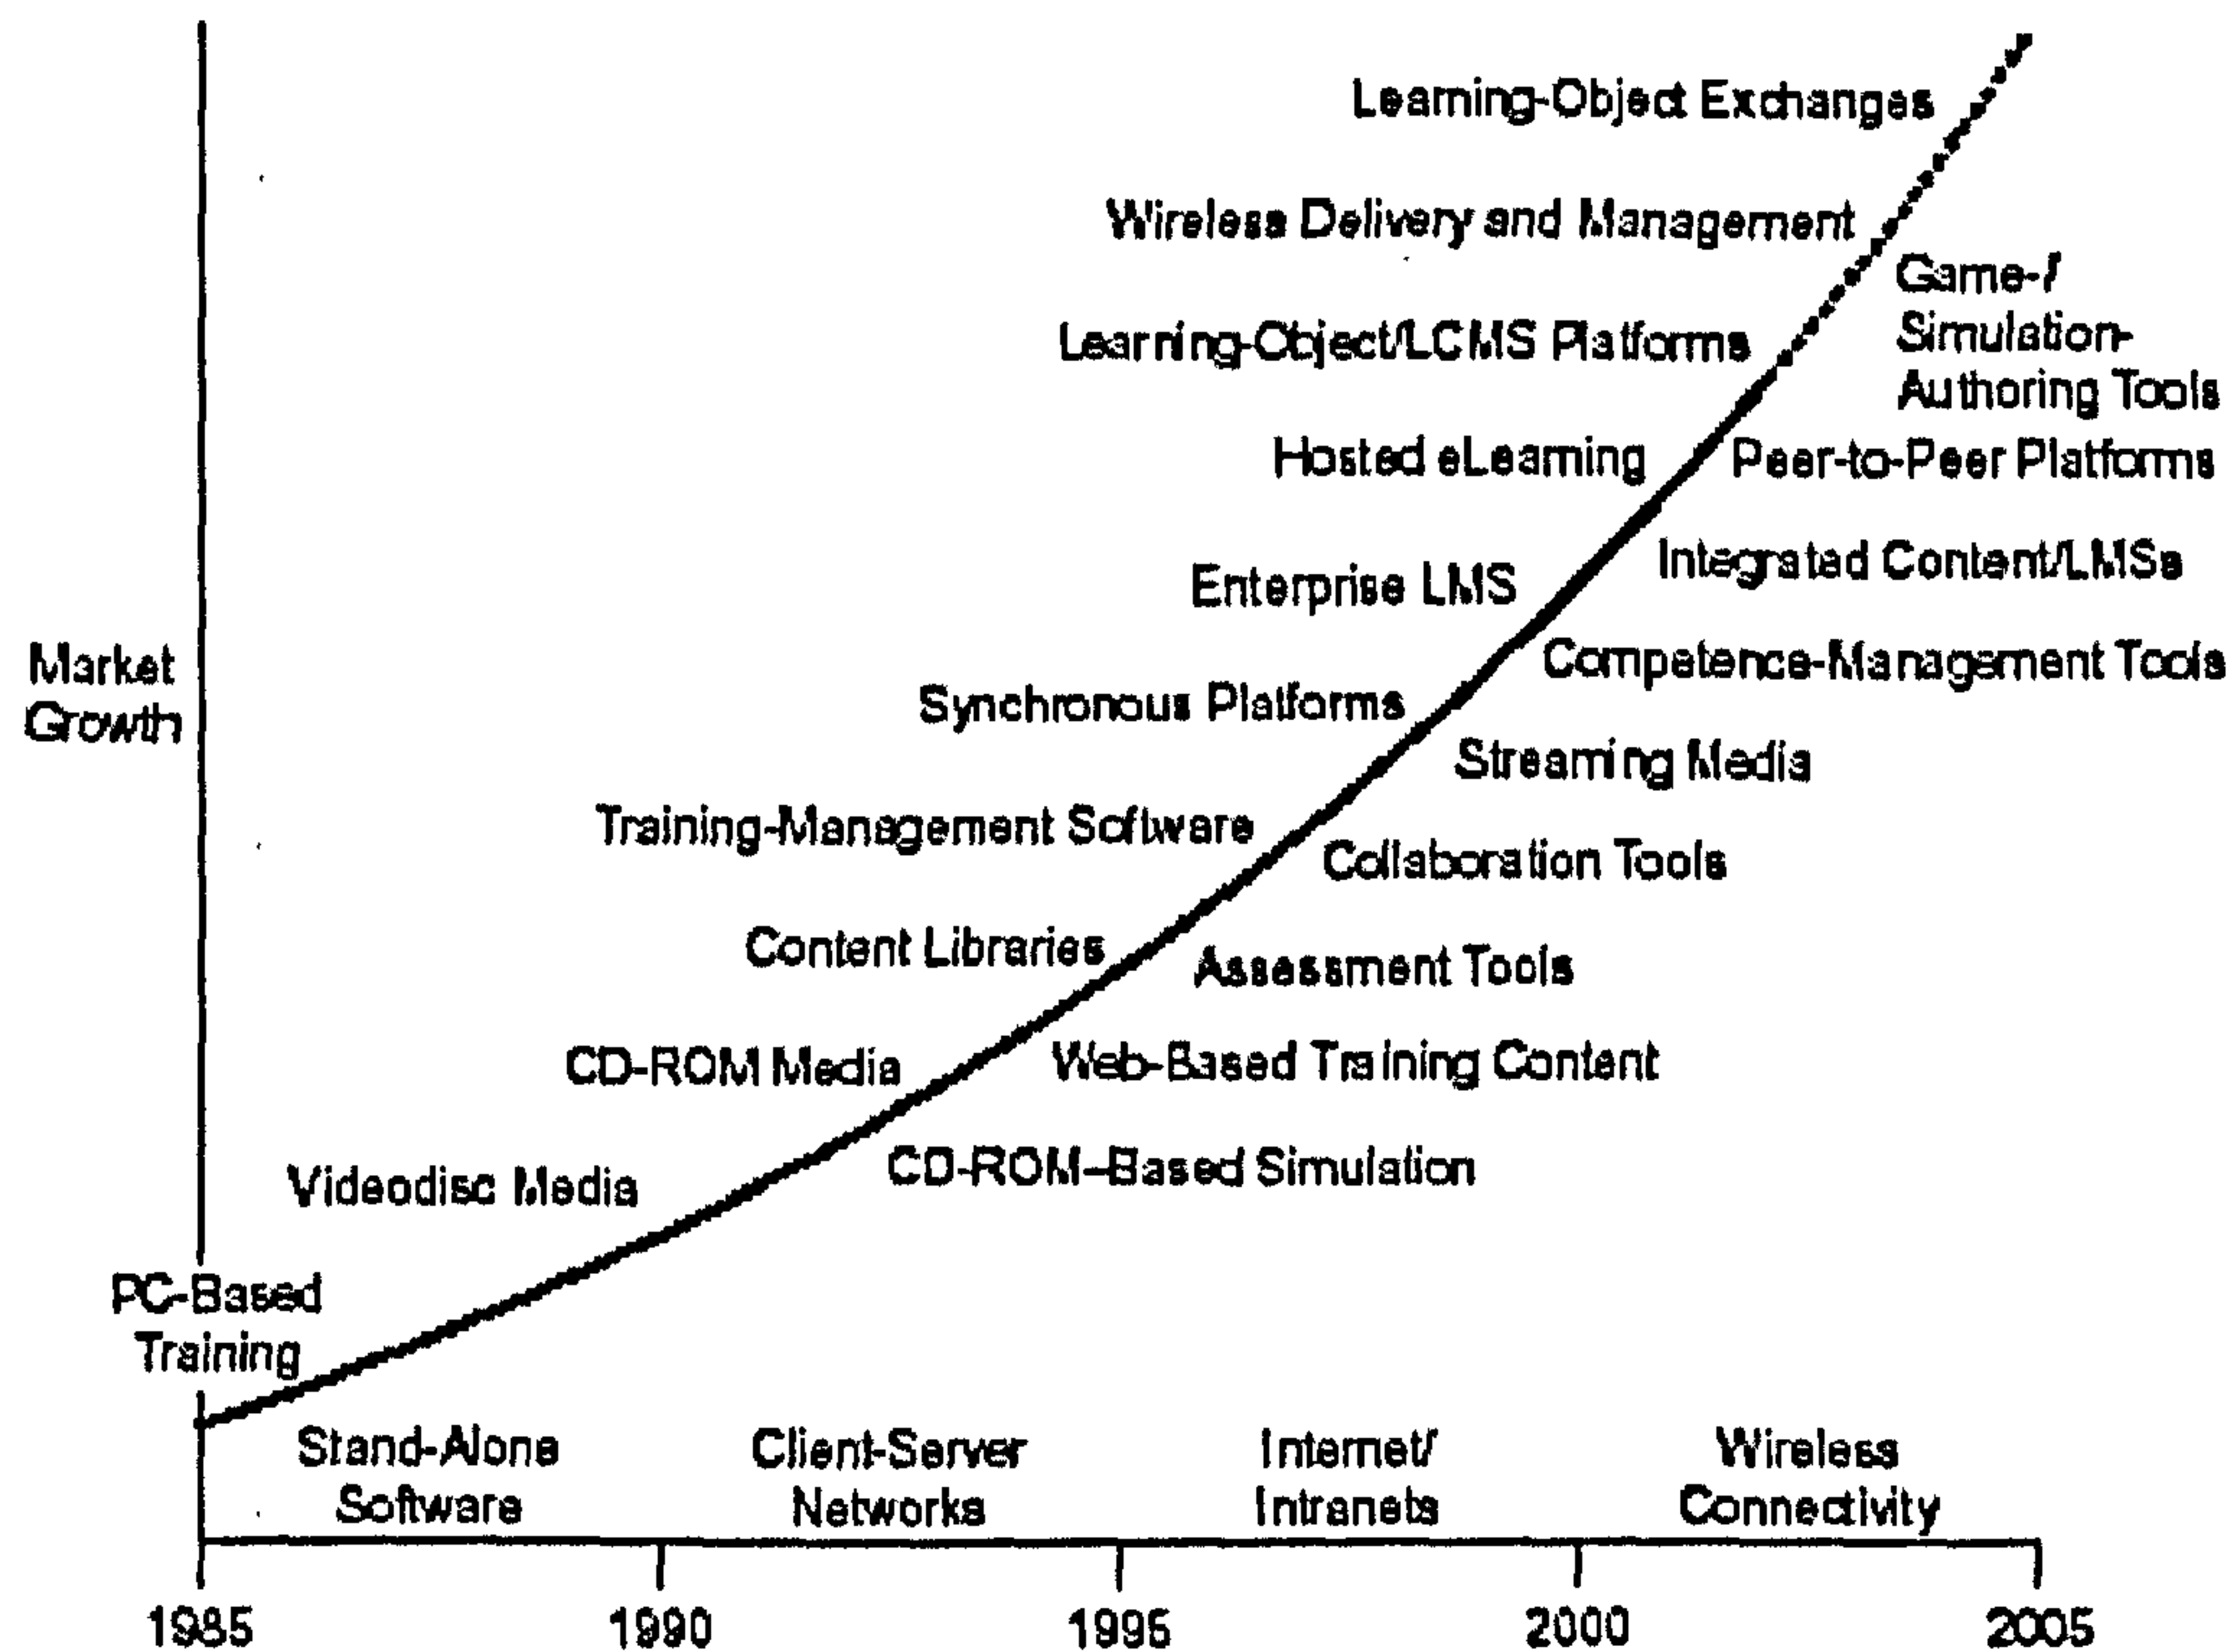 Learning-Object Exchanges
Wireless Delivery and Management
Game-/
Simulation-
Authoring Tools
Learning-Object/LCMS Platforms
Hosted eLearning
Peer-to-Peer Platforms
Integrated Content/LMSs
Enterprise LMS
Market
Growth
Competence-Management Tools
Synchronous Platforms
Streaming Media
Training-Management Software
Collaboration Tools
Content Libraries
Assessment Tools
CD-ROM Media
Web-Based Training Content
Videodisc Media
CD-ROM–Based Simulation
PC-Based
Training
Stand-Alone
Software
Client-Server
Networks
Internet/
Intranets
Wireless
Connectivity
1985
1990
1995
2000
2005